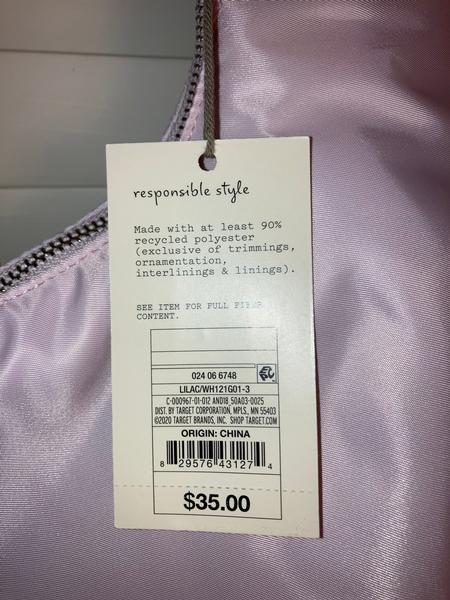 responsible style
Made with at least 90%
recycled polyester
(exclusive of trimmings,
ornamentation,
interlinings & linings).
SEE ITEM FOR FULL FIBER
CONTENT.
024 06 6748
LILAC/WH121G01-3
C-000967-01-012 AND18_50A03-0025
DIST. BY TARGET CORPORATION, MPLS., MN 55403
©2020 TARGET BRANDS, INC. SHOP TARGET.COM
ORIGIN: CHINA
8 29576 43127 4
$35.00